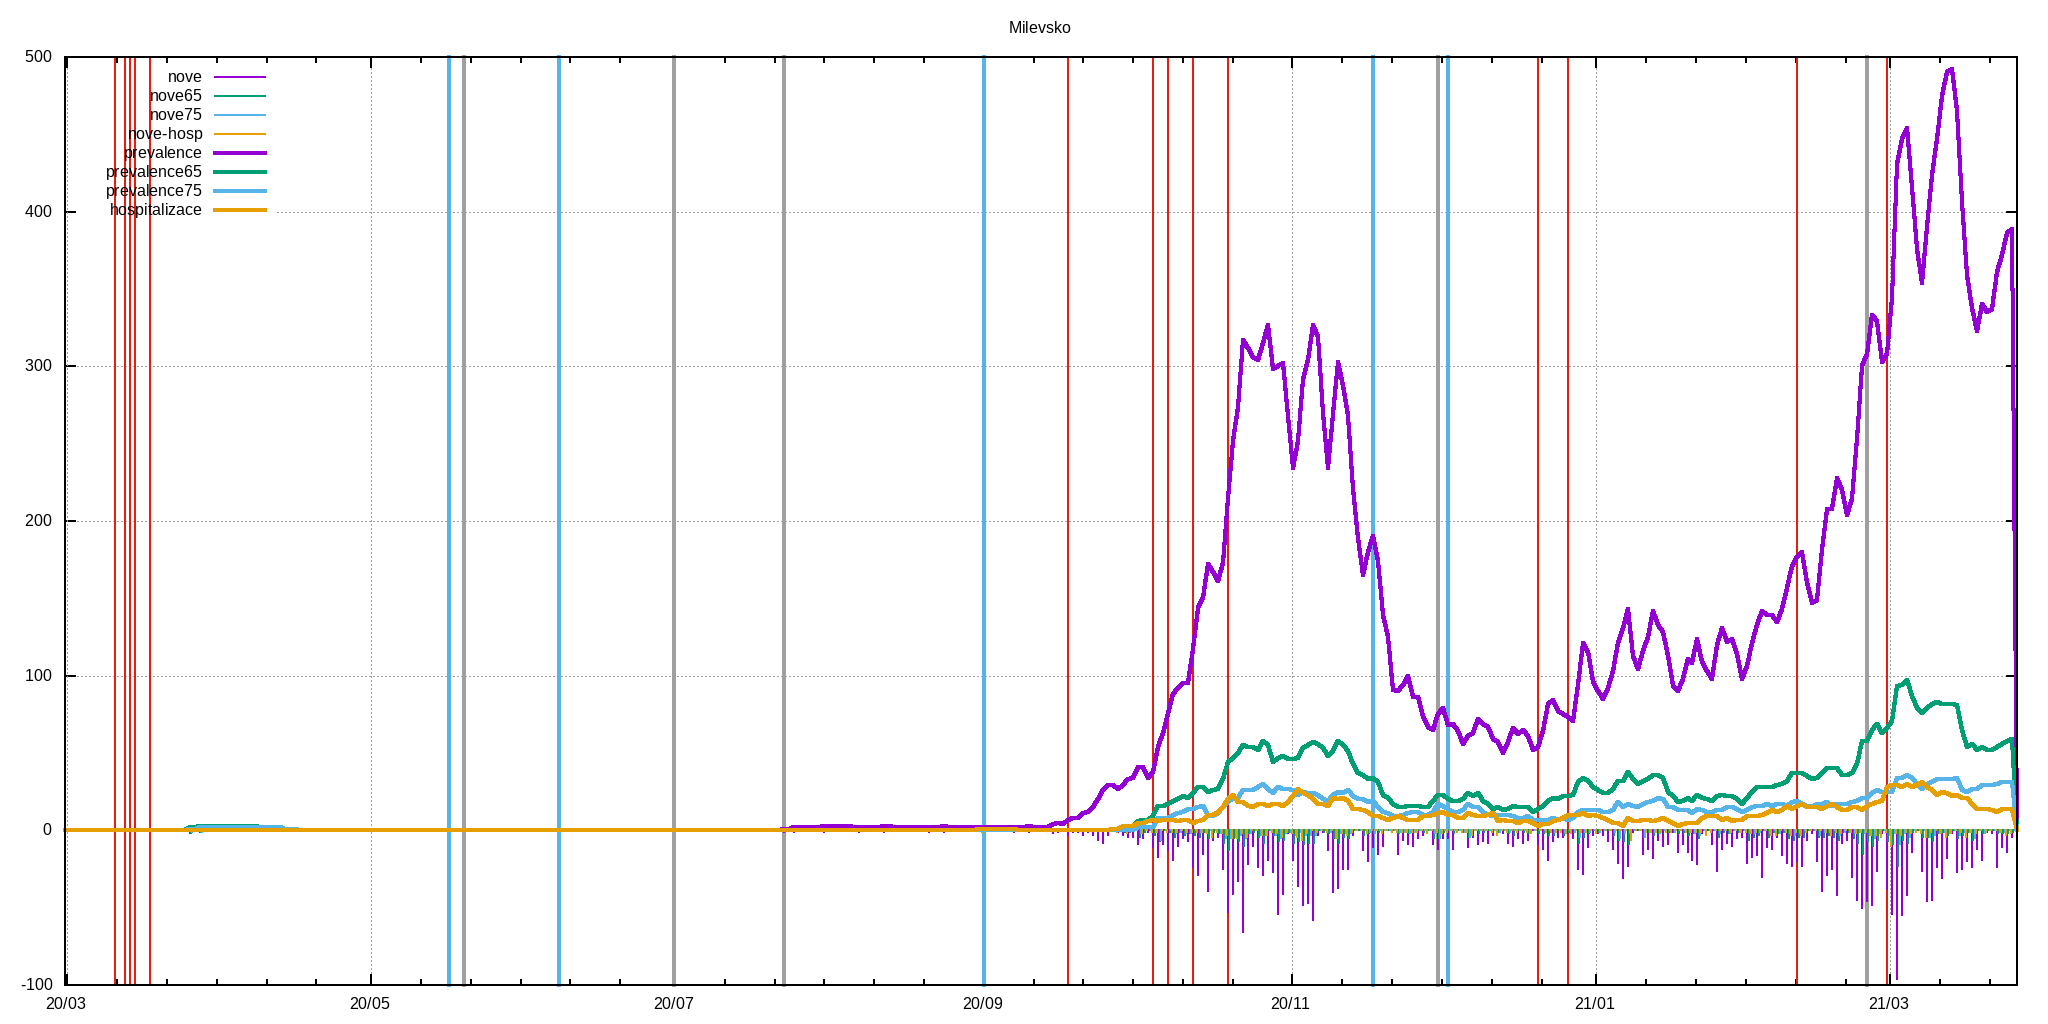 Milevsko
500
nove
nove65
nove75
nove-hosp
prevalence
prevalence65
prevalence75
hospitalizace
400
300
200
100
0
-100
20/03 20/05 20/07 20/09 20/11 21/01 21/03